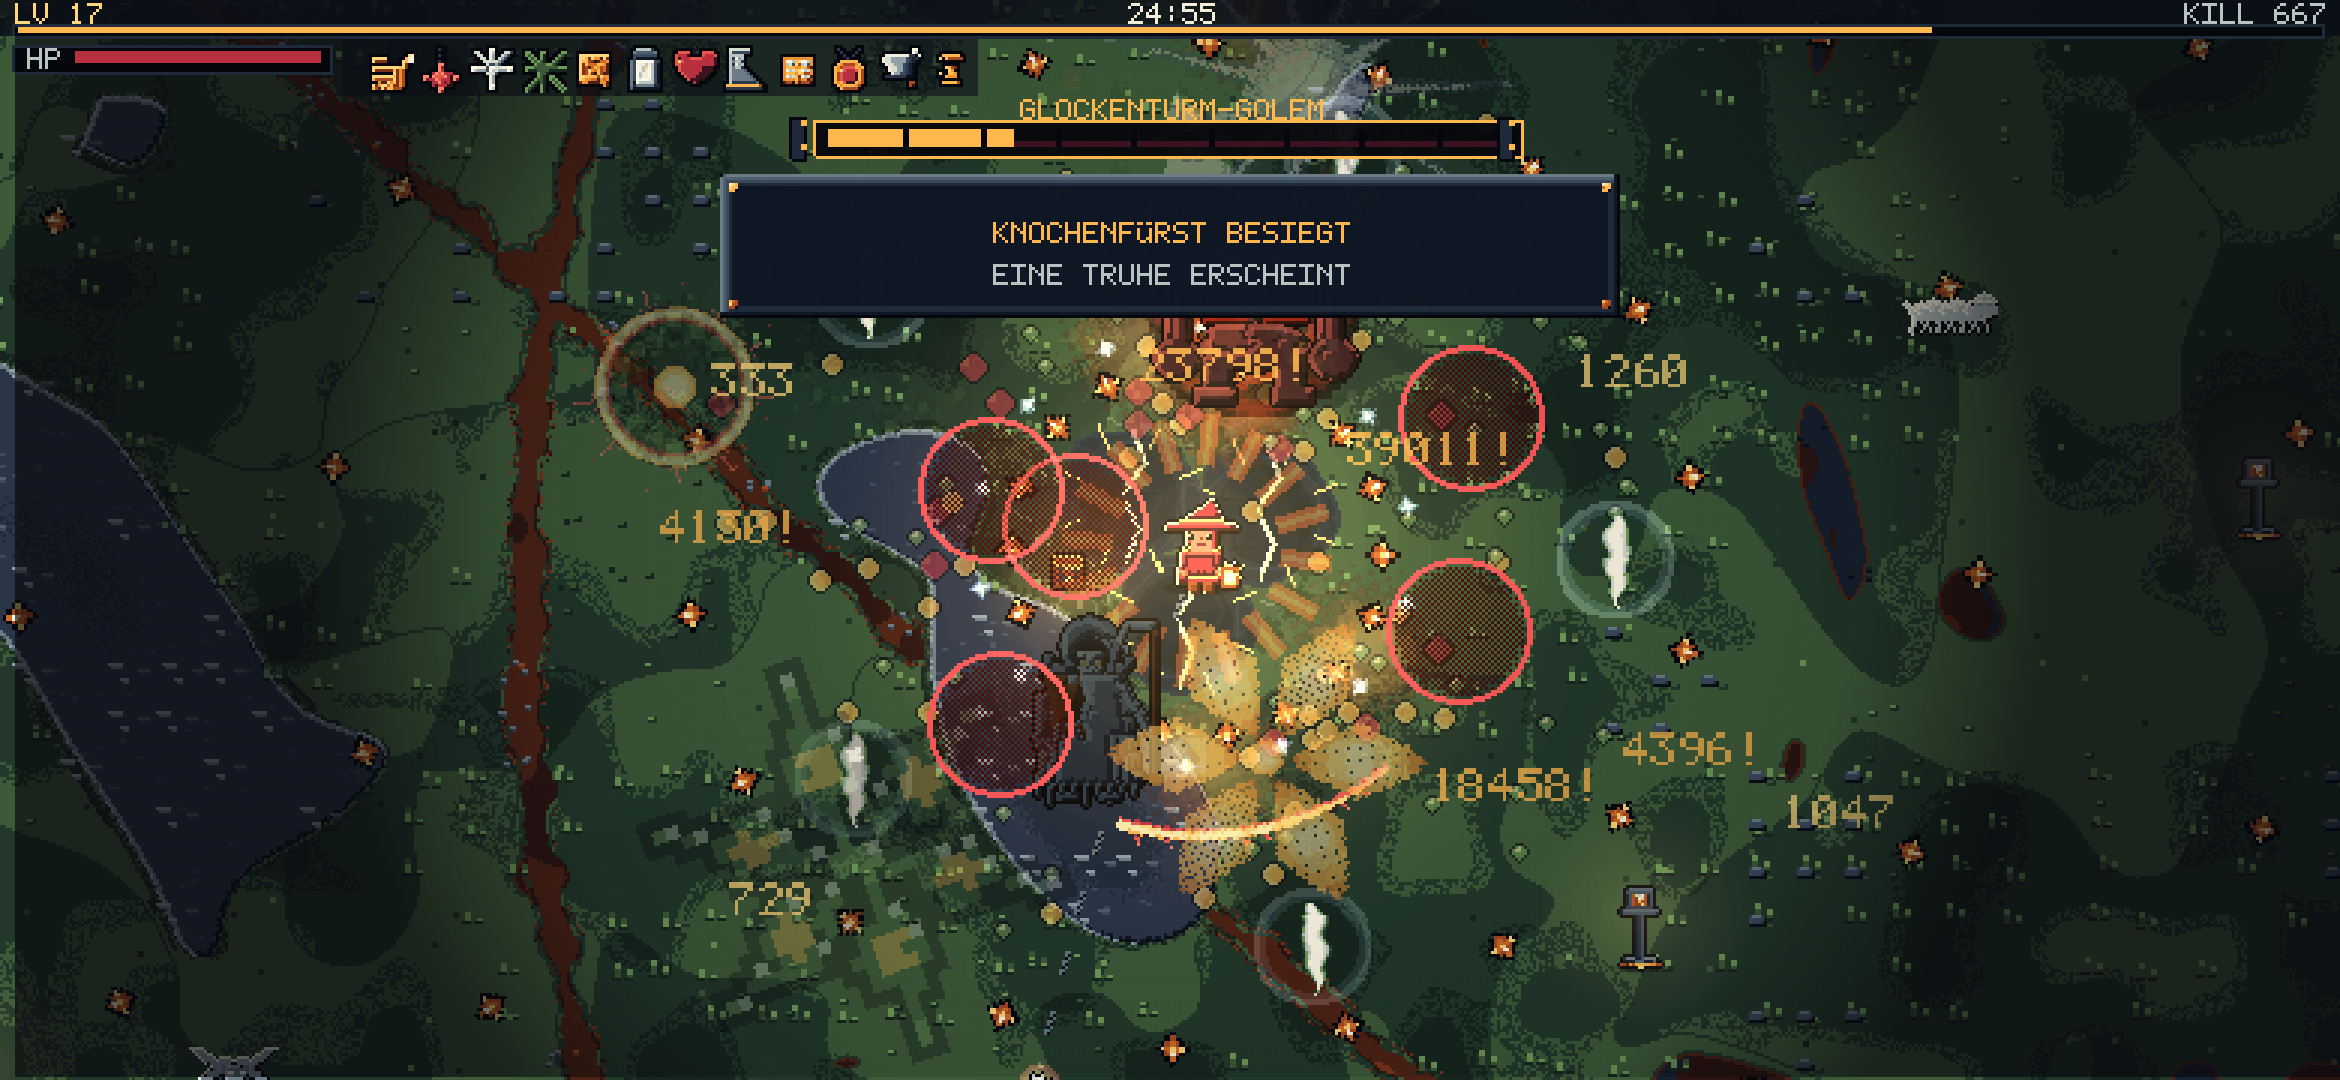 LV 17
24:55
KILL 667
HP
GLOCKENTURM-GOLEM
KNOCHENFÜRST BESIEGT
EINE TRUHE ERSCHEINT
23798!
333
1260
39011!
4396!
18458!
1047
729